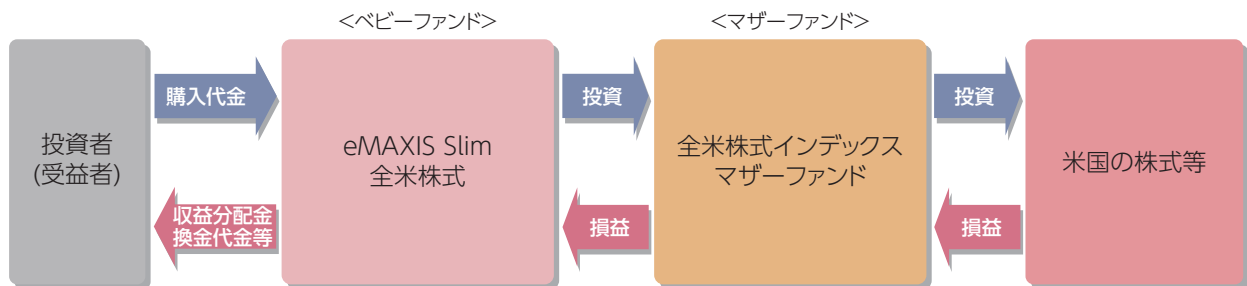 <ベビーファンド>
<マザーファンド>
投資者
(受益者)
購入代金
収益分配金
換金代金等
eMAXIS Slim
全米株式
投資
損益
全米株式インデックス
マザーファンド
投資
損益
米国の株式等